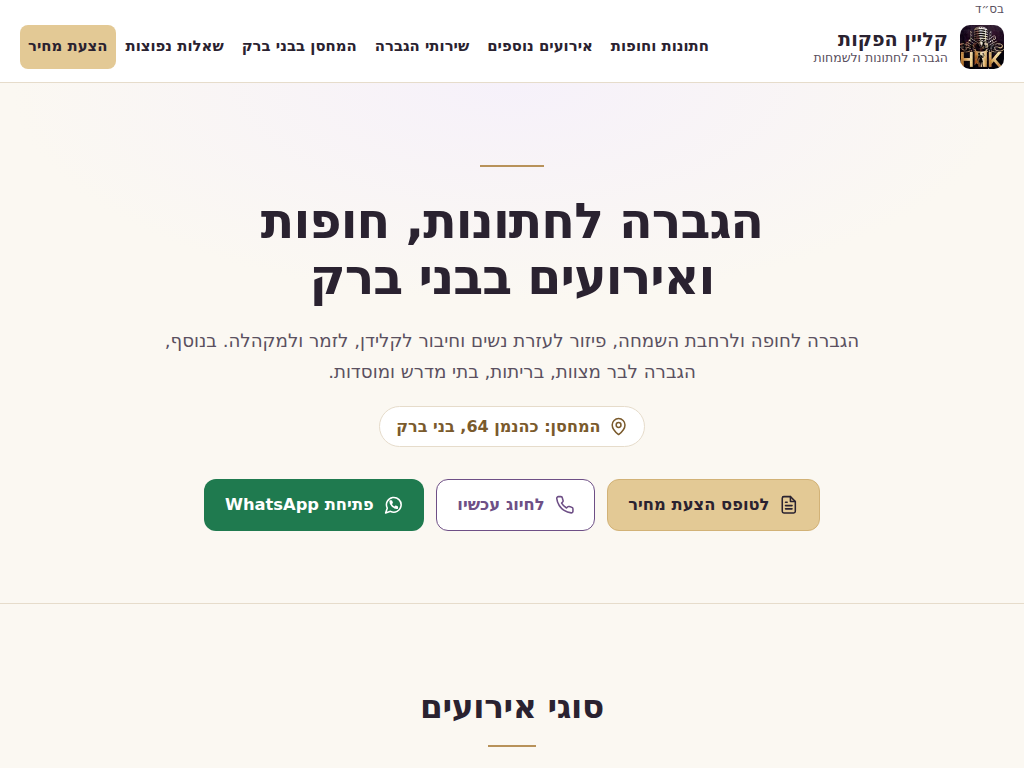 בס״ד
קליין הפקות
הגברה לחתונות ולשמחות
חתונות וחופות
אירועים נוספים
שירותי הגברה
המחסן בבני ברק
שאלות נפוצות
הצעת מחיר
הגברה לחתונות, חופות
ואירועים בבני ברק
הגברה לחופה ולרחבת השמחה, פיזור לעזרת נשים וחיבור לקלידן, לזמר ולמקהלה. בנוסף,
הגברה לבר מצוות, בריתות, בתי מדרש ומוסדות.
המחסן: כהנמן 64, בני ברק
לטופס הצעת מחיר
לחיוג עכשיו
פתיחת WhatsApp
סוגי אירועים